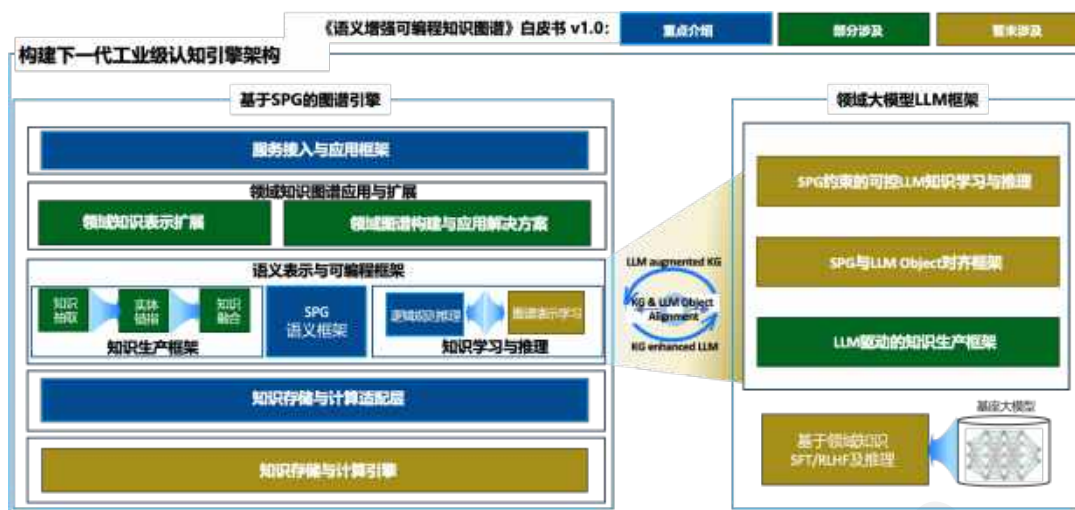 《语义增强可编程知识图谱》白皮书 v1.0:
重点介绍
部分涉及
暂未涉及
构建下一代工业级认知引擎架构
基于SPG的图谱引擎
服务接入与应用框架
领域知识图谱应用与扩展
领域知识表示扩展
领域图谱构建与应用解决方案
语义表示与可编程框架
知识
抽取
实体
链指
知识
融合
知识生产框架
SPG
语义框架
逻辑规则推理
图谱表示学习
知识学习与推理
知识存储与计算适配层
知识存储与计算引擎
LLM augmented KG
KG & LLM Object
Alignment
KG enhanced LLM
领域大模型LLM框架
SPG约束的可控LLM知识学习与推理
SPG与LLM Object对齐框架
LLM驱动的知识生产框架
基于领域知识
SFT/RLHF及推理
基座大模型